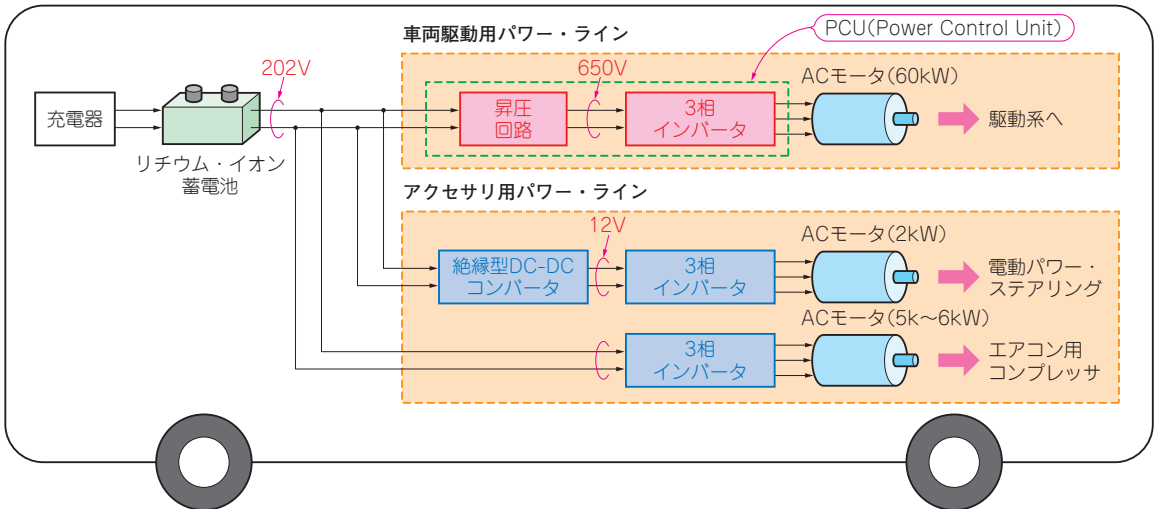 車両駆動用パワー・ライン
PCU(Power Control Unit)
202V
650V
ACモータ(60kW)
充電器
昇圧
回路
3相
インバータ
駆動系へ
リチウム・イオン
蓄電池
アクセサリ用パワー・ライン
12V
ACモータ(2kW)
絶縁型DC-DC
コンバータ
3相
インバータ
電動パワー・
ステアリング
ACモータ(5k〜6kW)
3相
インバータ
エアコン用
コンプレッサ